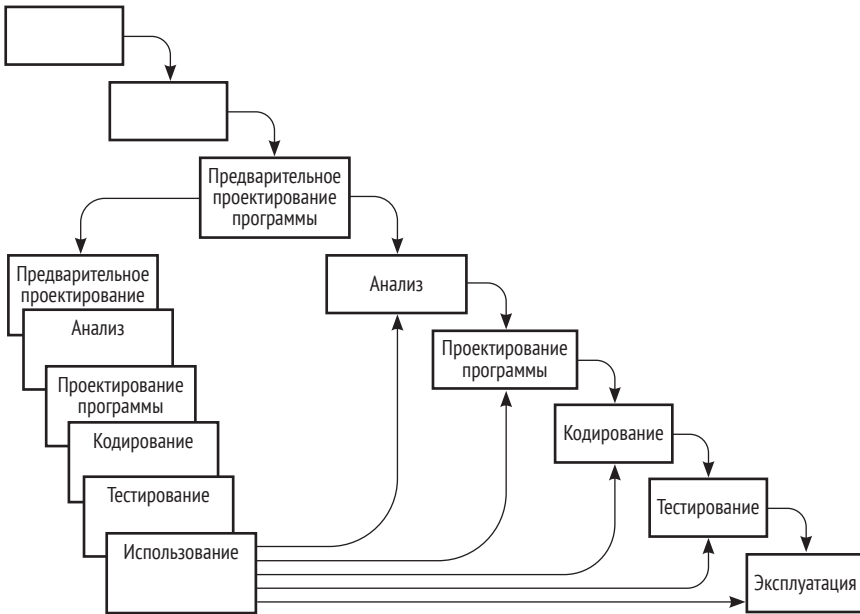 Предварительное
проектирование
программы
Предварительное
проектирование
Анализ
Анализ
Проектирование
программы
Проектирование
программы
Кодирование
Кодирование
Тестирование
Тестирование
Использование
Эксплуатация